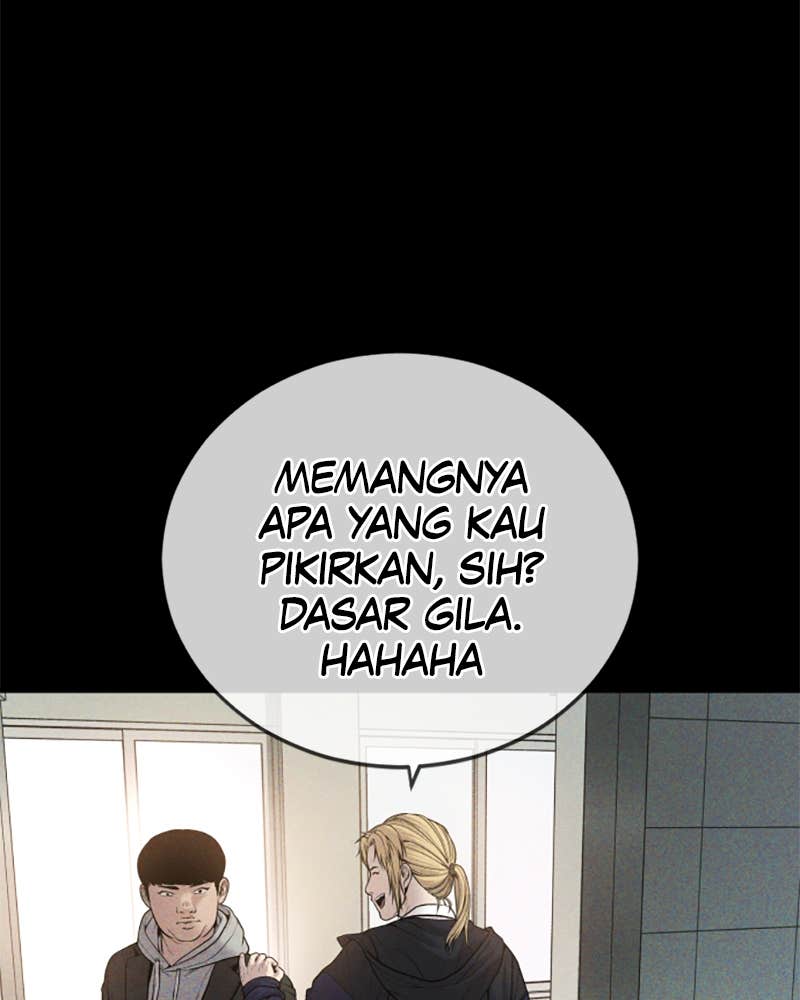 MEMANGNYA
APA YANG KAU
PIKIRKAN, SIH?
DASAR GILA.
HAHAHA